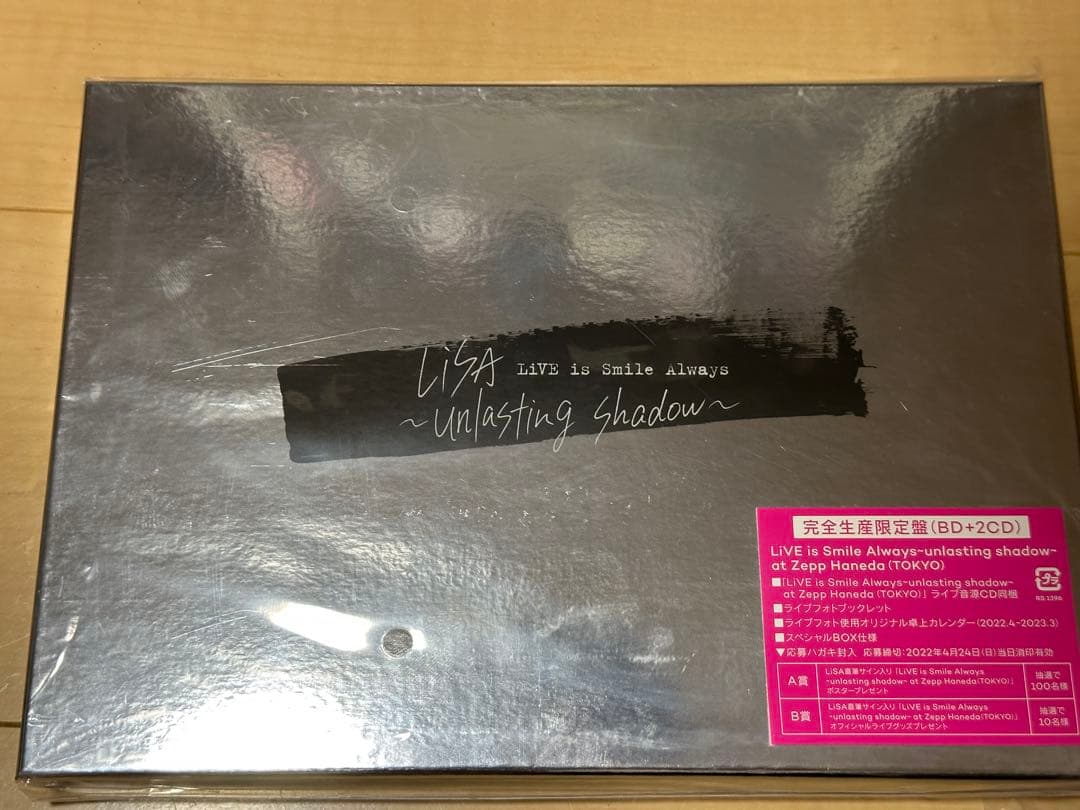 LiSA LiVE is Smile Always
~unlasting shadow~
完全生産限定盤(BD+2CD)
LiVE is Smile Always~unlasting shadow~
at Zepp Haneda(TOKYO)
■「LiVE is Smile Always~unlasting shadow~
at Zepp Haneda(TOKYO)」ライブ音源CD同梱
■ライブフォトブックレット
■ライブフォト使用オリジナル卓上カレンダー(2022.4-2023.3)
■スペシャルBOX仕様
▼応募ハガキ封入 応募締切:2022年4月24日(日)当日消印有効
タラ
RS 1396
A賞
LiSA直筆サイン入り「LiVE is Smile Always
~unlasting shadow~ at Zepp Haneda(TOKYO)」
ポスタープレゼント
抽選で
100名様
B賞
LiSA直筆サイン入り「LiVE is Smile Always
~unlasting shadow~ at Zepp Haneda(TOKYO)」
オフィシャルライブグッズプレゼント
抽選で
10名様